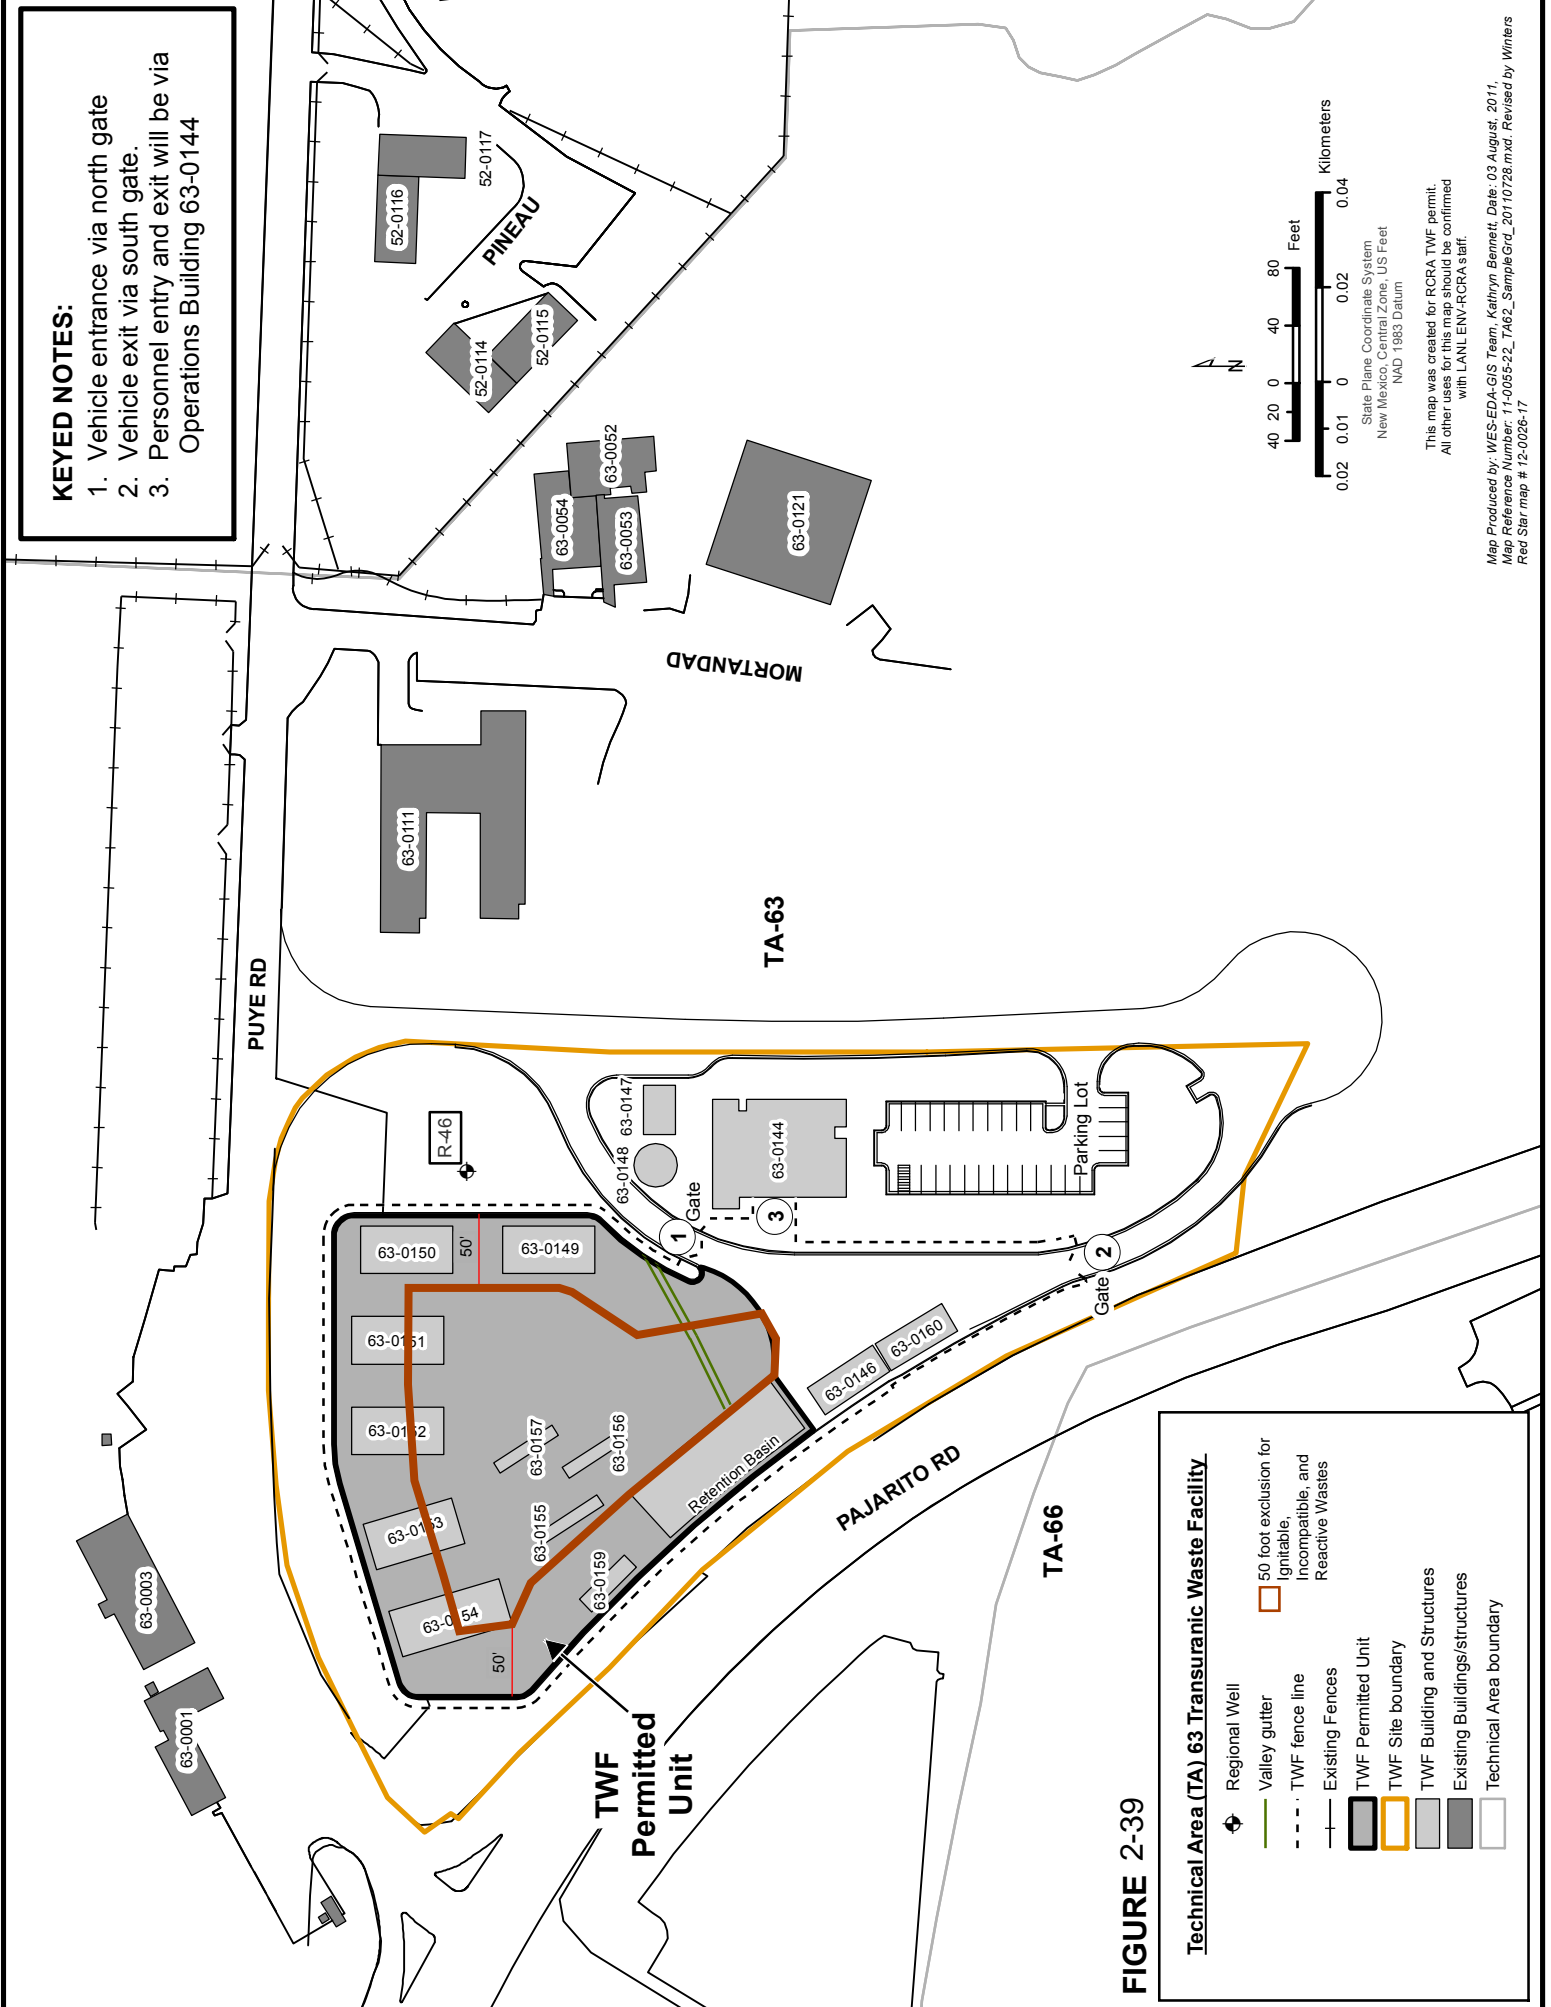 KEYED NOTES:
1. Vehicle entrance via north gate
2. Vehicle exit via south gate.
3. Personnel entry and exit will be via
Operations Building 63-0144
63-0001
63-0003
PUYE RD
52-0116
52-0117
PINEAU
52-0114
52-0115
63-0054
63-0052
63-0053
63-0121
MORTANDAD
63-0111
TA-63
R-46
63-0150
50'
63-0149
63-0151
63-0152
63-0153
63-0154
50'
63-0157
63-0156
63-0155
63-0159
Retention Basin
63-0148
63-0147
63-0144
Gate
1
3
2
Gate
Parking Lot
63-0146
63-0160
PAJARITO RD
TA-66
TWF
Permitted
Unit
FIGURE 2-39
Technical Area (TA) 63 Transuranic Waste Facility
Regional Well
Valley gutter
TWF fence line
Existing Fences
TWF Permitted Unit
TWF Site boundary
TWF Building and Structures
Existing Buildings/structures
Technical Area boundary
50 foot exclusion for
Ignitable,
Incompatible, and
Reactive Wastes
N
40 20 0 40 80
Feet
0.02 0.01 0 0.02 0.04
Kilometers
State Plane Coordinate System
New Mexico, Central Zone, US Feet
NAD 1983 Datum
This map was created for RCRA TWF permit.
All other uses for this map should be confirmed
with LANL ENV-RCRA staff.
Map Produced by: WES-EDA-GIS Team, Kathryn Bennett, Date: 03 August, 2011,
Map Reference Number: 11-0055-22_TA62_SampleGrd_20110728.mxd. Revised by Winters
Red Star map # 12-0026-17